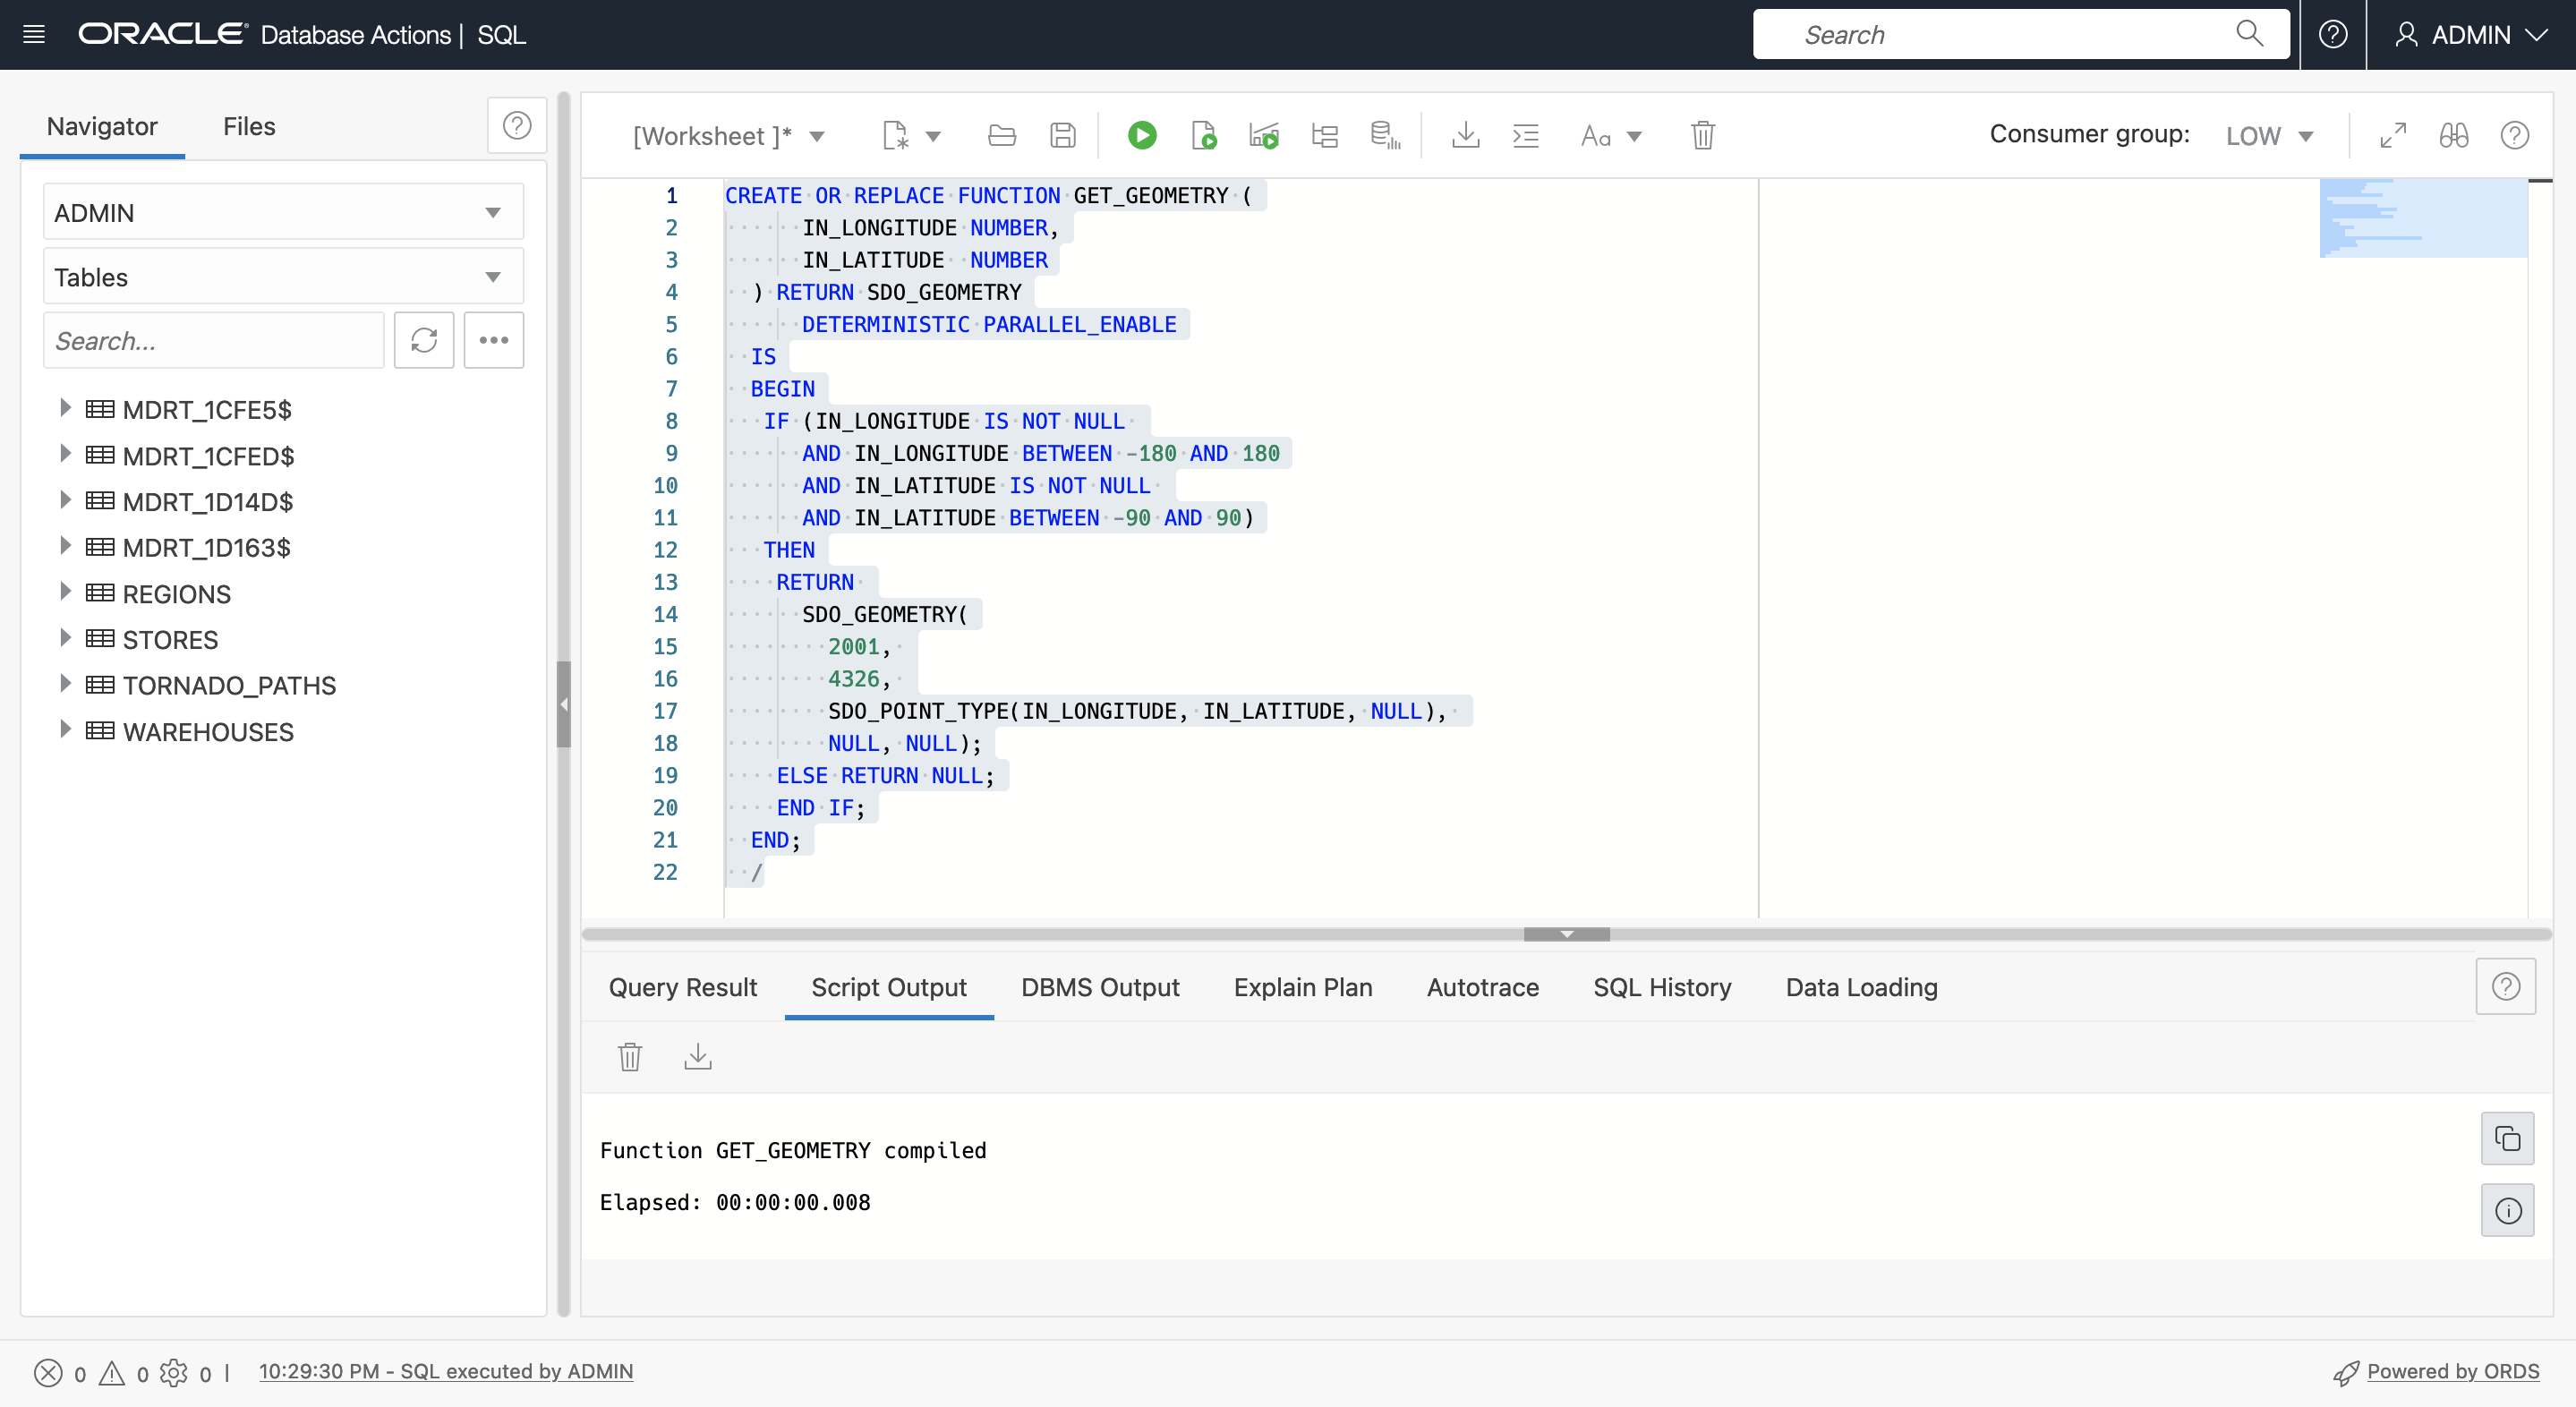 ORACLE Database Actions | SQL
Search
ADMIN
Navigator
Files
ADMIN
Tables
Search...
MDRT_1CFE5$
MDRT_1CFED$
MDRT_1D14D$
MDRT_1D163$
REGIONS
STORES
TORNADO_PATHS
WAREHOUSES
[Worksheet ]*
Aa
Consumer group: LOW
1 CREATE OR REPLACE FUNCTION GET_GEOMETRY (
2 IN_LONGITUDE NUMBER,
3 IN_LATITUDE  NUMBER
4 ) RETURN SDO_GEOMETRY
5 DETERMINISTIC PARALLEL_ENABLE
6 IS
7 BEGIN
8 IF (IN_LONGITUDE IS NOT NULL
9 AND IN_LONGITUDE BETWEEN -180 AND 180
10 AND IN_LATITUDE IS NOT NULL
11 AND IN_LATITUDE BETWEEN -90 AND 90)
12 THEN
13 RETURN
14 SDO_GEOMETRY(
15 2001,
16 4326,
17 SDO_POINT_TYPE(IN_LONGITUDE, IN_LATITUDE, NULL),
18 NULL, NULL);
19 ELSE RETURN NULL;
20 END IF;
21 END;
22 /
Query Result
Script Output
DBMS Output
Explain Plan
Autotrace
SQL History
Data Loading
Function GET_GEOMETRY compiled
Elapsed: 00:00:00.008
0 0 0 | 10:29:30 PM - SQL executed by ADMIN
Powered by ORDS